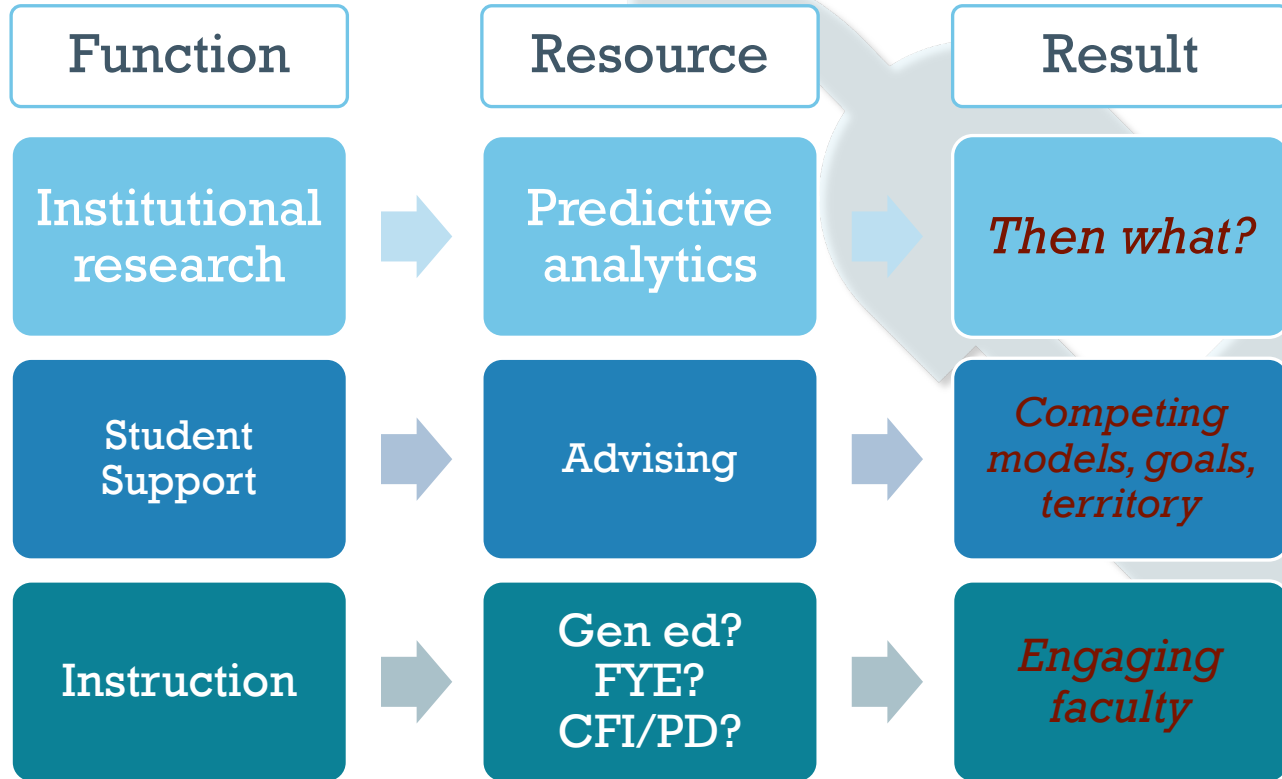 Function
Resource
Result
Institutional
research
Predictive
analytics
Then what?
Student
Support
Advising
Competing
models, goals,
territory
Instruction
Gen ed?
FYE?
CFI/PD?
Engaging
faculty